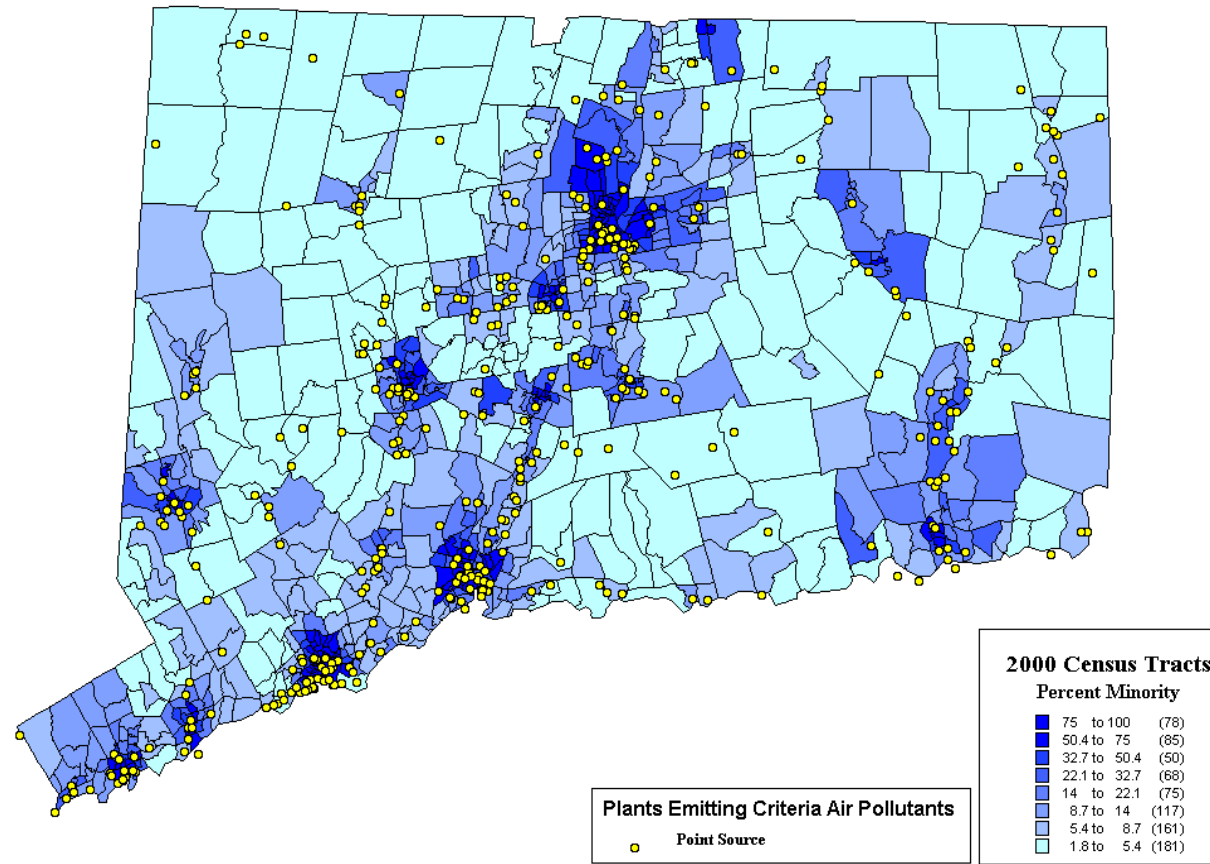 2000 Census Tracts
Percent Minority
75 to 100 (78)
50.4 to 75 (85)
32.7 to 50.4 (50)
22.1 to 32.7 (68)
14 to 22.1 (75)
8.7 to 14 (117)
5.4 to 8.7 (161)
1.8 to 5.4 (181)
Plants Emitting Criteria Air Pollutants
Point Source